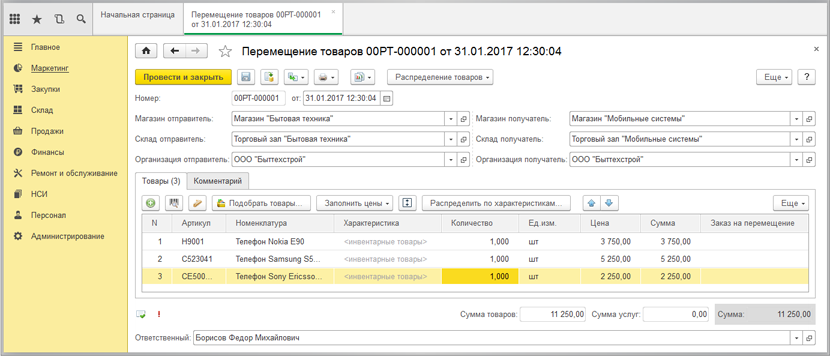 Начальная страница
Перемещение товаров 00РТ-000001 ×
от 31.01.2017 12:30:04
Главное
Маркетинг
Закупки
Склад
Продажи
Финансы
Ремонт и обслуживание
НСИ
Персонал
Администрирование
Перемещение товаров 00РТ-000001 от 31.01.2017 12:30:04 ×
Провести и закрыть Распределение товаров Еще ?
Номер: 00РТ-000001 от: 31.01.2017 12:30:04
Магазин отправитель: Магазин "Бытовая техника" Магазин получатель: Магазин "Мобильные системы"
Склад отправитель: Торговый зал "Бытовая техника" Склад получатель: Торговый зал "Мобильные системы"
Организация отправитель: ООО "Быттехстрой" Организация получатель: ООО "Быттехстрой"
Товары (3) Комментарий
Подобрать товары... Заполнить цены Распределить по характеристикам... Еще
N Артикул Номенклатура Характеристика Количество Ед.изм. Цена Сумма Заказ на перемещение
1 Н9001 Телефон Nokia E90 <инвентарные товары> 1,000 шт 3 750,00 3 750,00
2 С523041 Телефон Samsung S5... <инвентарные товары> 1,000 шт 5 250,00 5 250,00
3 СЕ500... Телефон Sony Ericsso... <инвентарные товары> 1,000 шт 2 250,00 2 250,00
! Сумма товаров: 11 250,00 Сумма услуг: 0,00 Сумма: 11 250,00
Ответственный: Борисов Федор Михайлович